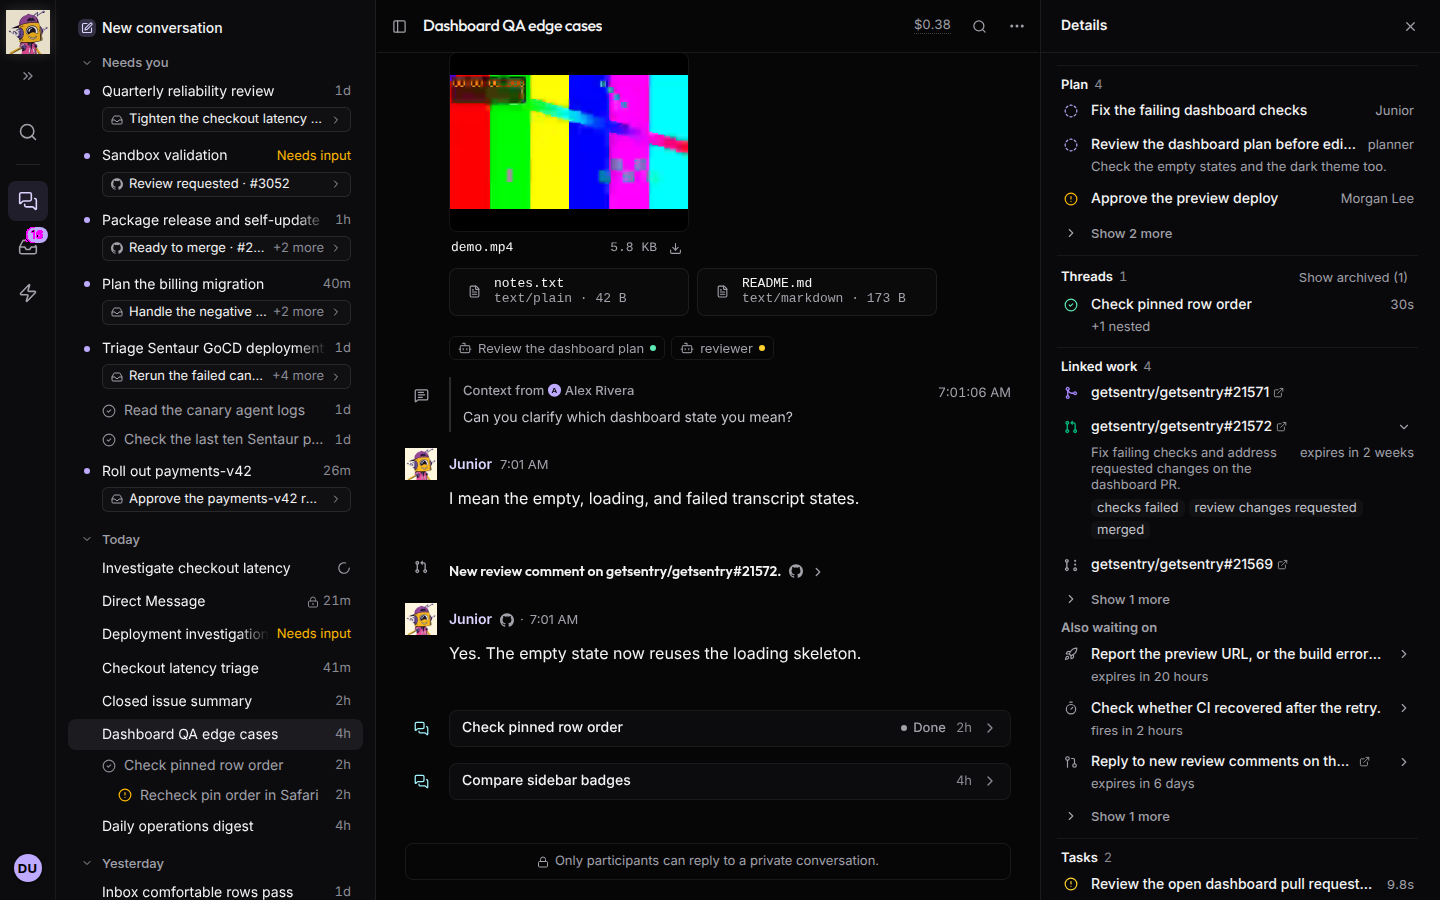 New conversation
Needs you
Quarterly reliability review 1d
Tighten the checkout latency ...
Sandbox validation Needs input
Review requested · #3052
Package release and self-update 1h
Ready to merge · #2... +2 more
Plan the billing migration 40m
Handle the negative ... +2 more
Triage Sentaur GoCD deployment 1d
Rerun the failed can... +4 more
Read the canary agent logs 1d
Check the last ten Sentaur p... 1d
Roll out payments-v42 26m
Approve the payments-v42 r...
Today
Investigate checkout latency
Direct Message 21m
Deployment investigation Needs input
Checkout latency triage 41m
Closed issue summary 2h
Dashboard QA edge cases 4h
Check pinned row order 2h
Recheck pin order in Safari 2h
Daily operations digest 4h
Yesterday
Inbox comfortable rows pass 1d
DU
Dashboard QA edge cases $0.38
demo.mp4 5.8 KB
notes.txt
text/plain · 42 B
README.md
text/markdown · 173 B
Review the dashboard plan
reviewer
Context from A Alex Rivera 7:01:06 AM
Can you clarify which dashboard state you mean?
Junior 7:01 AM
I mean the empty, loading, and failed transcript states.
New review comment on getsentry/getsentry#21572.
Junior · 7:01 AM
Yes. The empty state now reuses the loading skeleton.
Check pinned row order Done 2h
Compare sidebar badges 4h
Only participants can reply to a private conversation.
Details
Plan 4
Fix the failing dashboard checks Junior
Review the dashboard plan before edi... planner
Check the empty states and the dark theme too.
Approve the preview deploy Morgan Lee
Show 2 more
Threads 1 Show archived (1)
Check pinned row order 30s
+1 nested
Linked work 4
getsentry/getsentry#21571
getsentry/getsentry#21572
Fix failing checks and address expires in 2 weeks
requested changes on the
dashboard PR.
checks failed review changes requested
merged
getsentry/getsentry#21569
Show 1 more
Also waiting on
Report the preview URL, or the build error...
expires in 20 hours
Check whether CI recovered after the retry.
fires in 2 hours
Reply to new review comments on th...
expires in 6 days
Show 1 more
Tasks 2
Review the open dashboard pull request... 9.8s